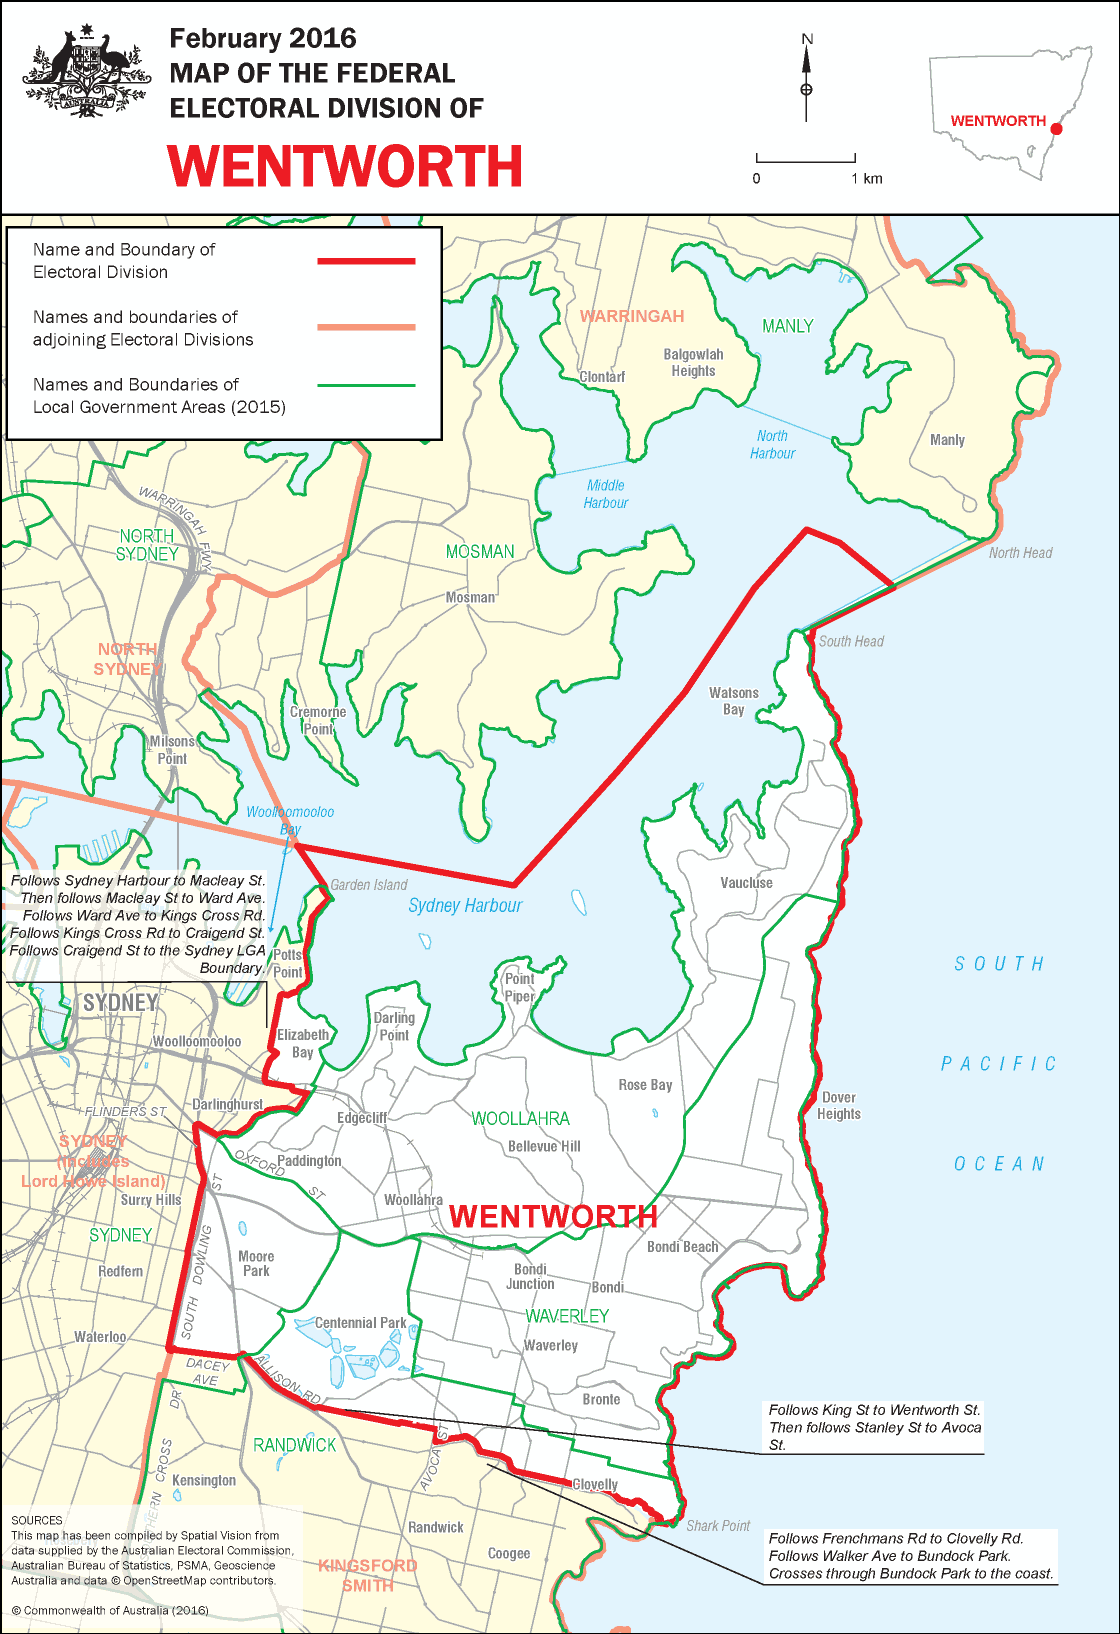 February 2016
MAP OF THE FEDERAL
ELECTORAL DIVISION OF
WENTWORTH
AUSTRALIA
N
0
1 km
WENTWORTH
Name and Boundary of
Electoral Division
Names and boundaries of
adjoining Electoral Divisions
Names and Boundaries of
Local Government Areas (2015)
WARRINGAH
MANLY
Balgowlah
Heights
Clontarf
North
Harbour
Manly
Middle
Harbour
WARRINGAH FWY
NORTH
SYDNEY
MOSMAN
North Head
Mosman
South Head
NORTH
SYDNEY
Watsons
Bay
Cremorne
Point
Milsons
Point
Woolloomooloo
Bay
Follows Sydney Harbour to Macleay St.
Then follows Macleay St to Ward Ave.
Follows Ward Ave to Kings Cross Rd.
Follows Kings Cross Rd to Craigend St.
Follows Craigend St to the Sydney LGA
Boundary.
Garden Island
Vaucluse
Sydney Harbour
Potts
Point
Point
Piper
SOUTH
SYDNEY
Darling
Point
Woolloomooloo
Elizabeth
Bay
PACIFIC
Rose Bay
Dover
Heights
Darlinghurst
FLINDERS ST
Edgecliff
WOOLLAHRA
Bellevue Hill
SYDNEY
(includes
Lord Howe Island)
OXFORD ST
Paddington
OCEAN
Surry Hills
Woollahra
WENTWORTH
SYDNEY
SOUTH DOWLING ST
Moore
Park
Bondi Beach
Redfern
Bondi
Junction
Bondi
Centennial Park
WAVERLEY
Waterloo
Waverley
DACEY
AVE
ALLISON RD
Bronte
Follows King St to Wentworth St.
Then follows Stanley St to Avoca
St.
RANDWICK
AVOCA ST
HERN CROSS DR
Kensington
Clovelly
SOURCES
This map has been compiled by Spatial Vision from
data supplied by the Australian Electoral Commission,
Australian Bureau of Statistics, PSMA, Geoscience
Australia and data © OpenStreetMap contributors.
© Commonwealth of Australia (2016)
Randwick
Shark Point
Coogee
KINGSFORD
SMITH
Follows Frenchmans Rd to Clovelly Rd.
Follows Walker Ave to Bundock Park.
Crosses through Bundock Park to the coast.